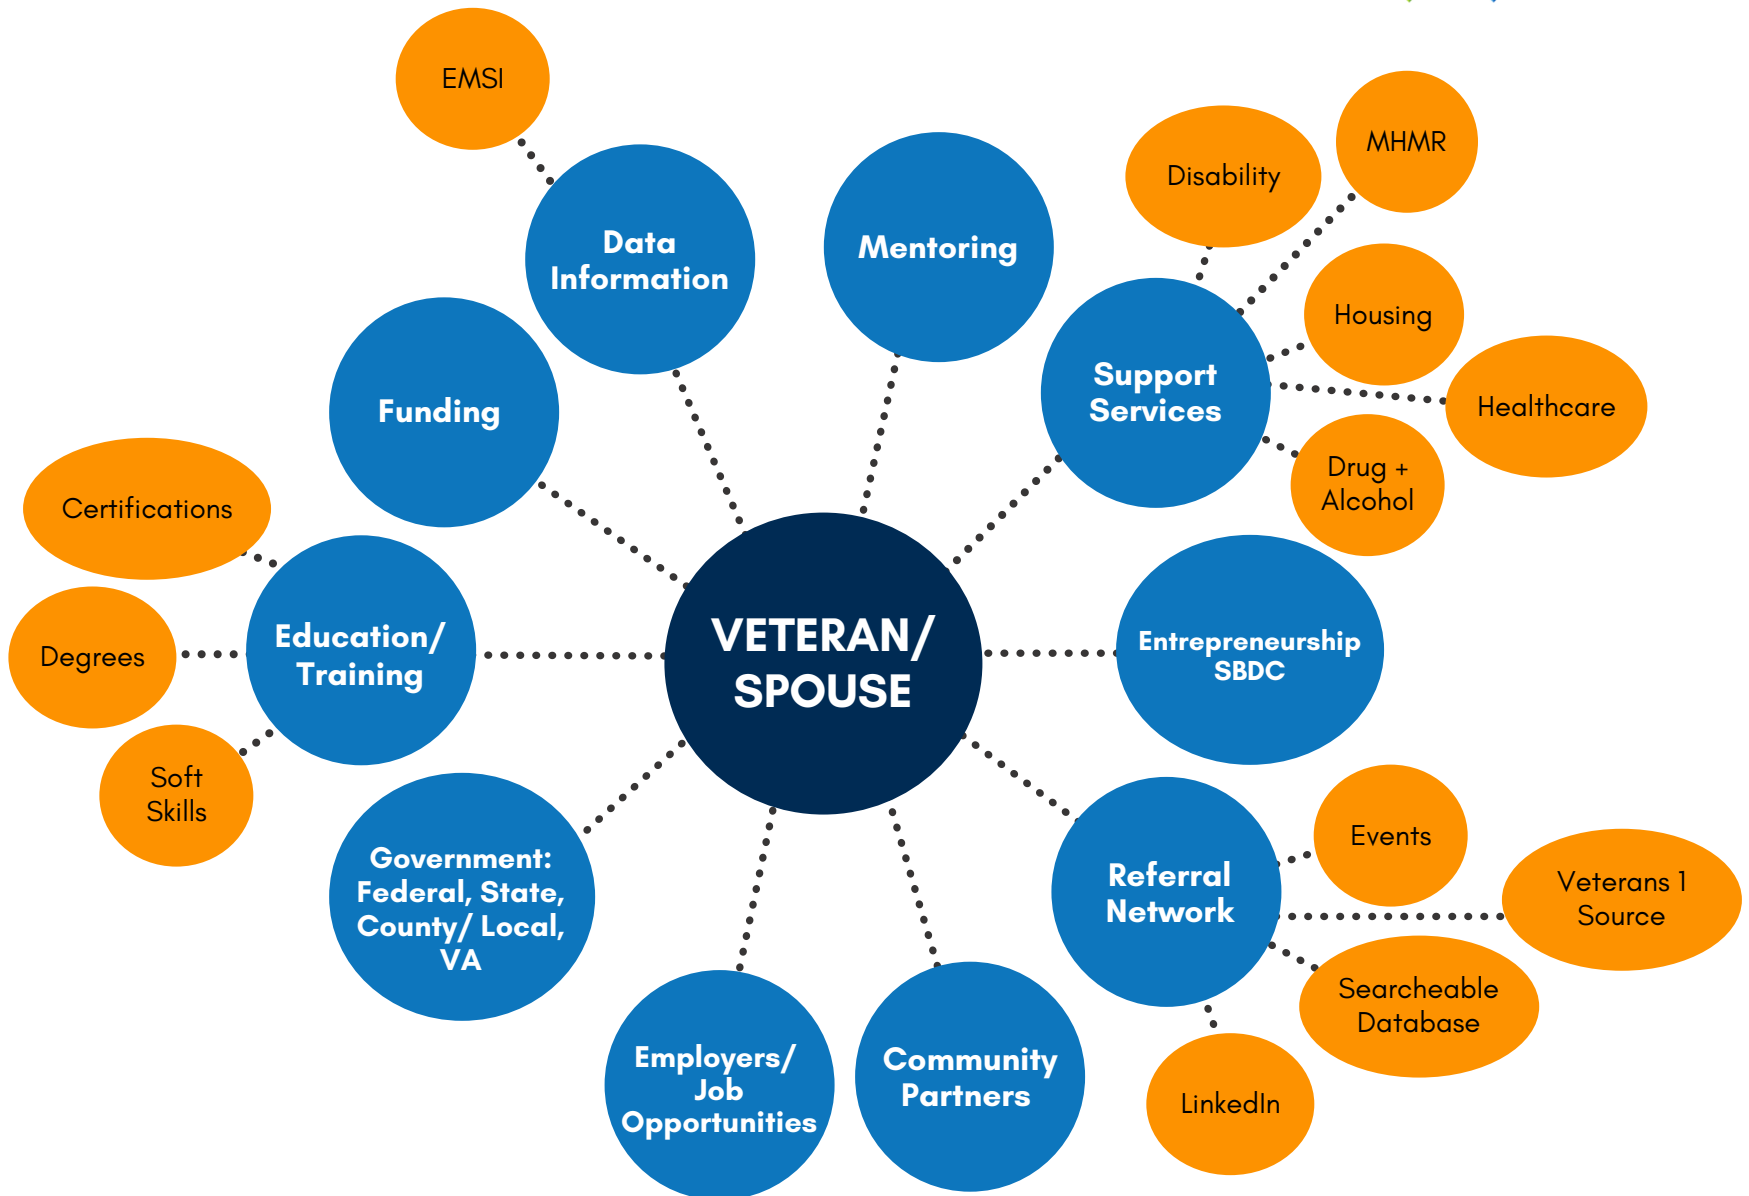 EMSI
MHMR
Disability
Data
Information
Mentoring
Housing
Support
Services
Healthcare
Funding
Drug +
Alcohol
Certifications
Education/
Training
Degrees
VETERAN/
SPOUSE
Entrepreneurship
SBDC
Soft
Skills
Government:
Federal, State,
County/ Local,
VA
Events
Referral
Network
Veterans 1
Source
Searcheable
Database
Employers/
Job
Opportunities
Community
Partners
LinkedIn